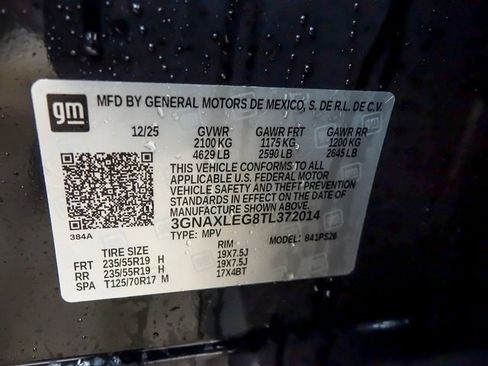 gm
MFD BY GENERAL MOTORS DE MEXICO, S. DE R.L. DE C.V.
12/25 GVWR GAWR FRT GAWR RR
2100 KG 1175 KG 1200 KG
4629 LB 2590 LB 2645 LB
THIS VEHICLE CONFORMS TO ALL
APPLICABLE U.S. FEDERAL MOTOR
VEHICLE SAFETY AND THEFT PREVENTION
STANDARDS IN EFFECT ON THE DATE OF
MANUFACTURE SHOWN ABOVE.
3GNAXLEG8TL372014
TYPE: MPV MODEL: 841PS26
384A
TIRE SIZE RIM
FRT 235/55R19 H 19X7.5J
RR 235/55R19 H 19X7.5J
SPA T125/70R17 M 17X4BT